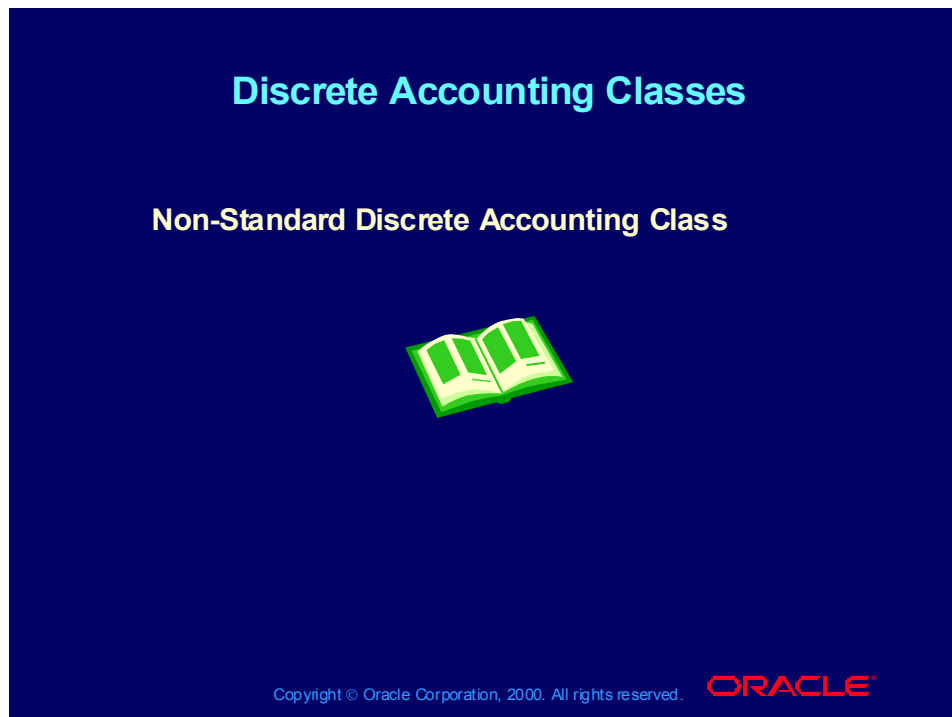 Discrete Accounting Classes
Non-Standard Discrete Accounting Class
Copyright © Oracle Corporation, 2000. All rights reserved.
ORACLE®